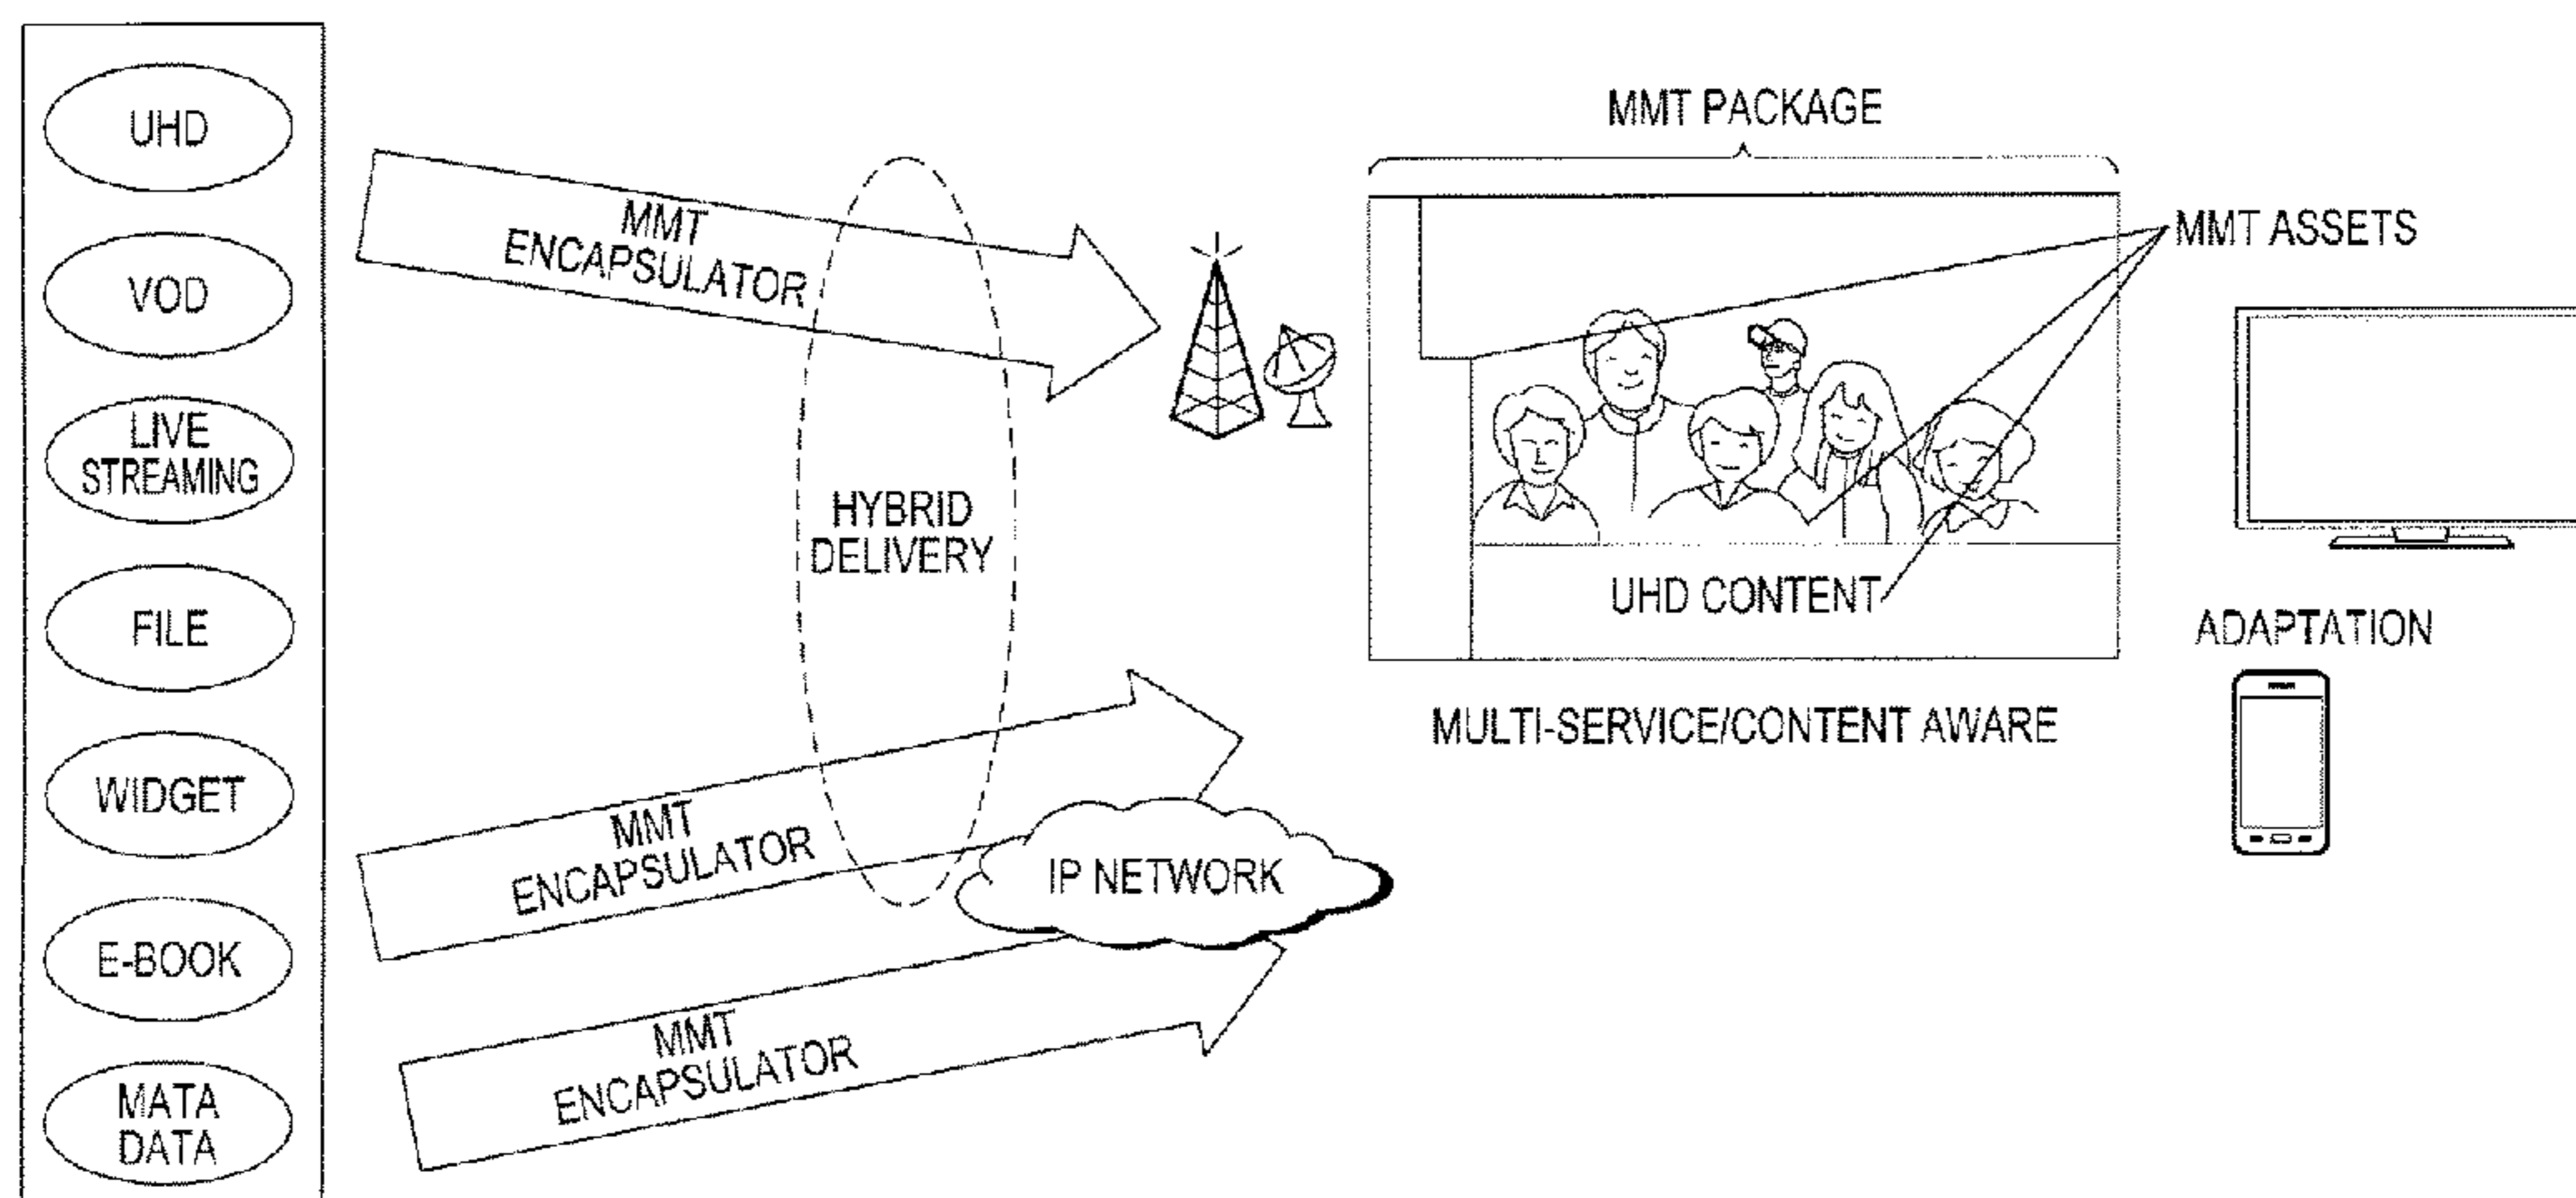 UHD
VOD
LIVE
STREAMING
FILE
WIDGET
E-BOOK
MATA
DATA
MMT
ENCAPSULATOR
HYBRID
DELIVERY
MMT
ENCAPSULATOR
IP NETWORK
MMT
ENCAPSULATOR
MMT PACKAGE
MMT ASSETS
UHD CONTENT
MULTI-SERVICE/CONTENT AWARE
ADAPTATION